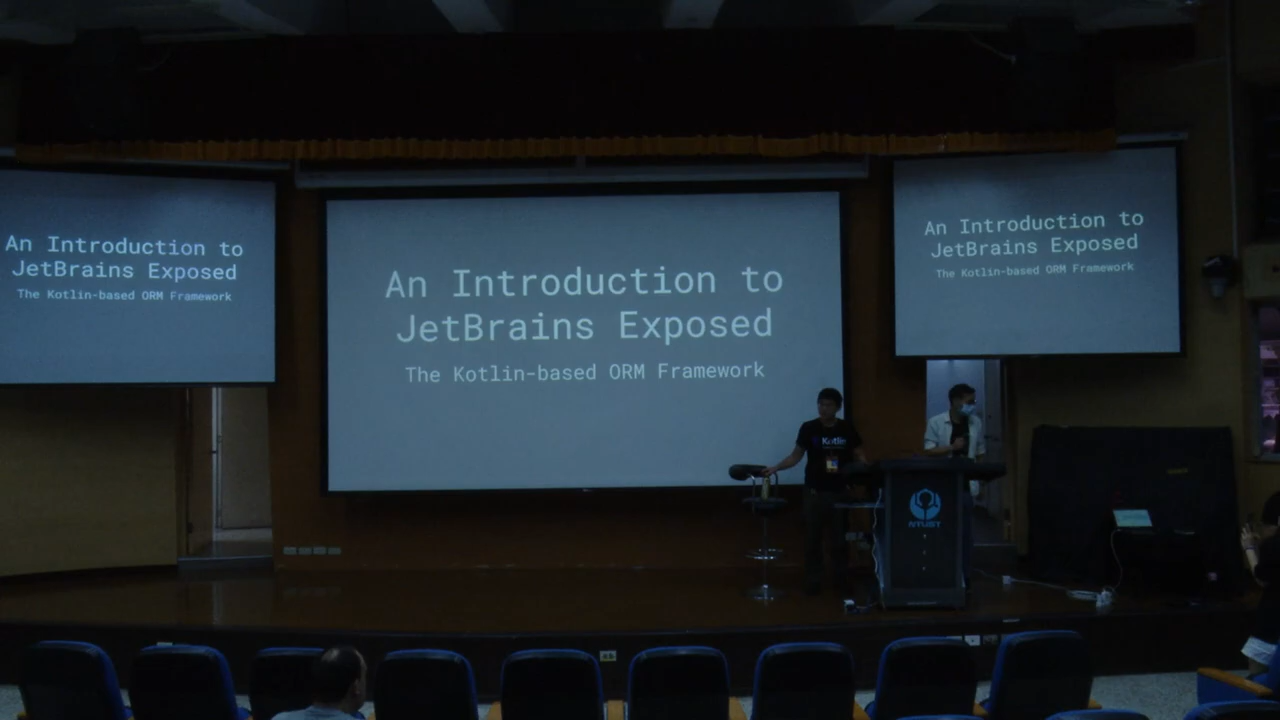 An Introduction to
JetBrains Exposed
The Kotlin-based ORM Framework
An Introduction to
JetBrains Exposed
The Kotlin-based ORM Framework
An Introduction to
JetBrains Exposed
The Kotlin-based ORM Framework
Kotlin
NTUST